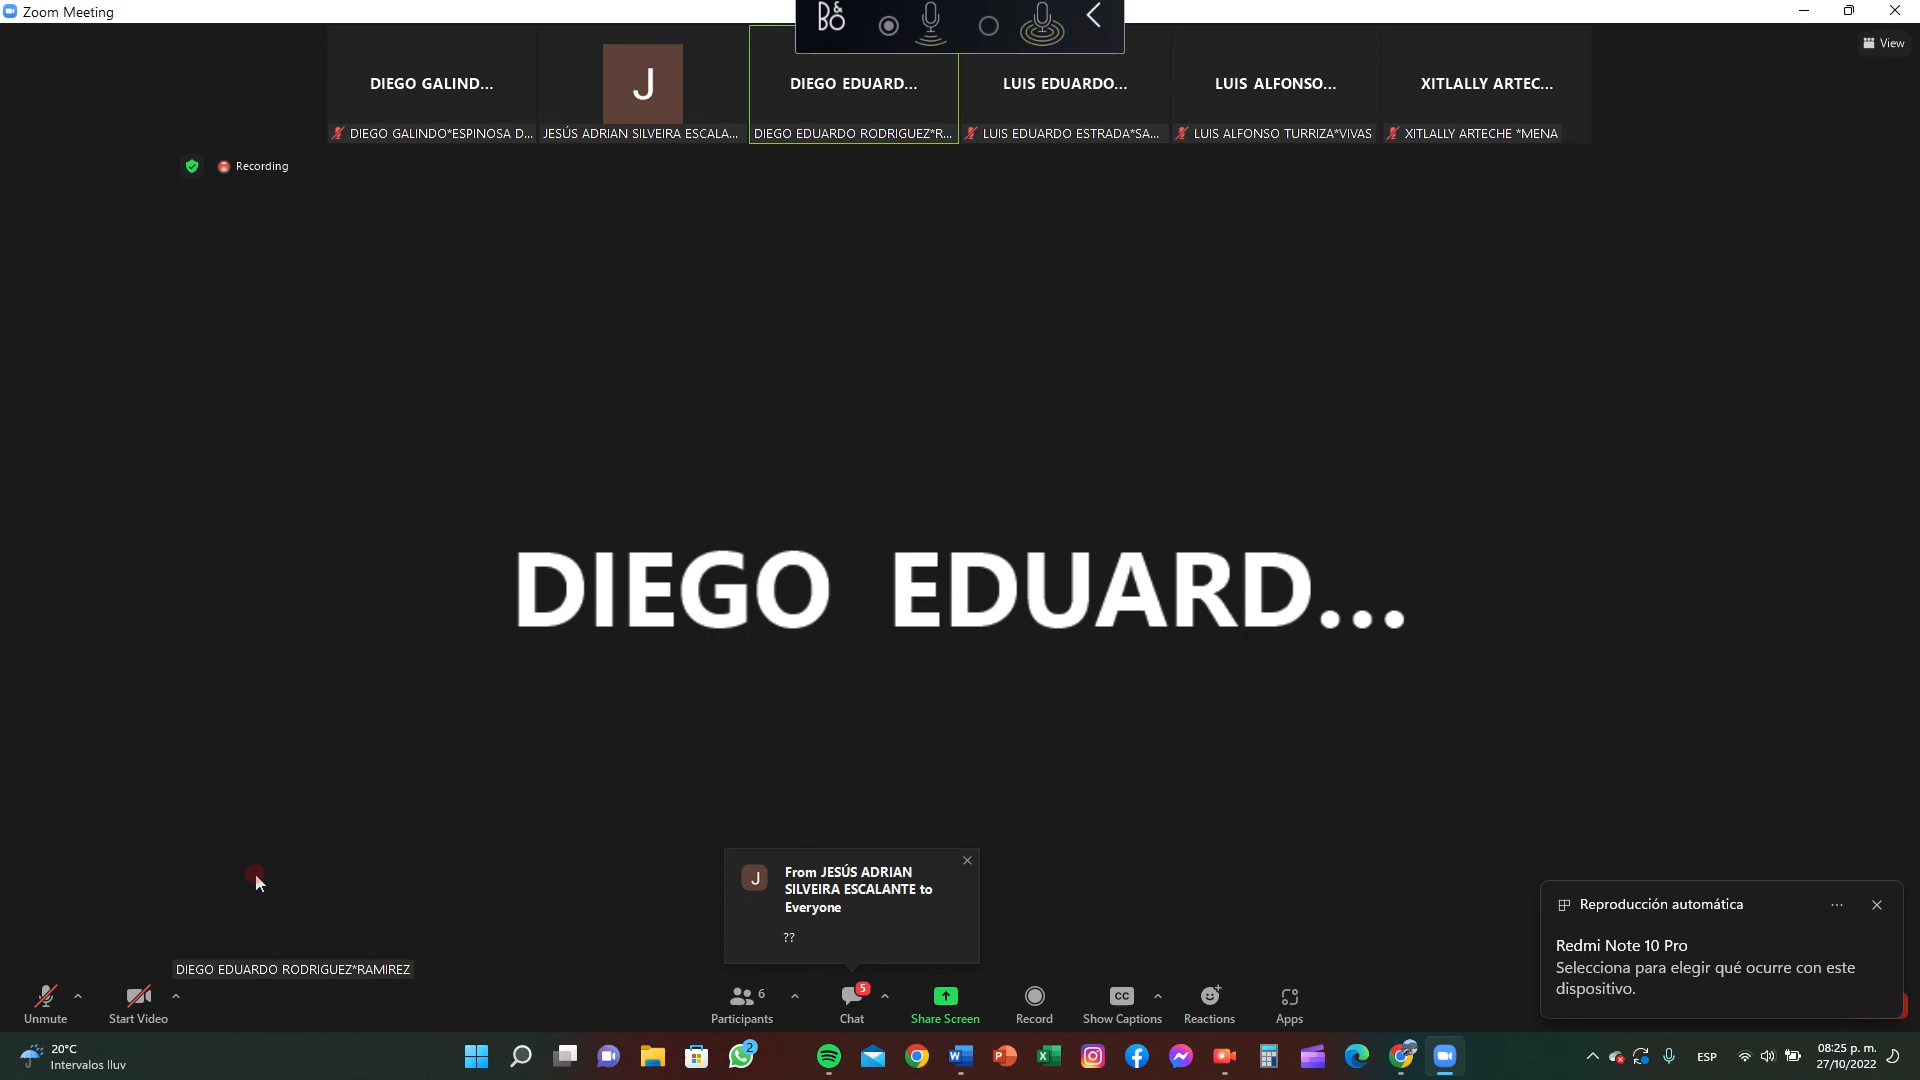 Zoom Meeting
B&O
View
DIEGO GALIND...
J
DIEGO EDUARD...
LUIS EDUARDO...
LUIS ALFONSO...
XITLALLY ARTEC...
DIEGO GALINDO*ESPINOSA D...
JESÚS ADRIAN SILVEIRA ESCALA...
DIEGO EDUARDO RODRIGUEZ*R...
LUIS EDUARDO ESTRADA*SA...
LUIS ALFONSO TURRIZA*VIVAS
XITLALLY ARTECHE *MENA
Recording
DIEGO EDUARD...
J
From JESÚS ADRIAN
SILVEIRA ESCALANTE to
Everyone
??
Reproducción automática
Redmi Note 10 Pro
Selecciona para elegir qué ocurre con este
dispositivo.
DIEGO EDUARDO RODRIGUEZ*RAMIREZ
Unmute
Start Video
6
Participants
5
Chat
Share Screen
Record
CC
Show Captions
Reactions
Apps
20°C
Intervalos lluv
2
ESP
08:25 p. m.
27/10/2022